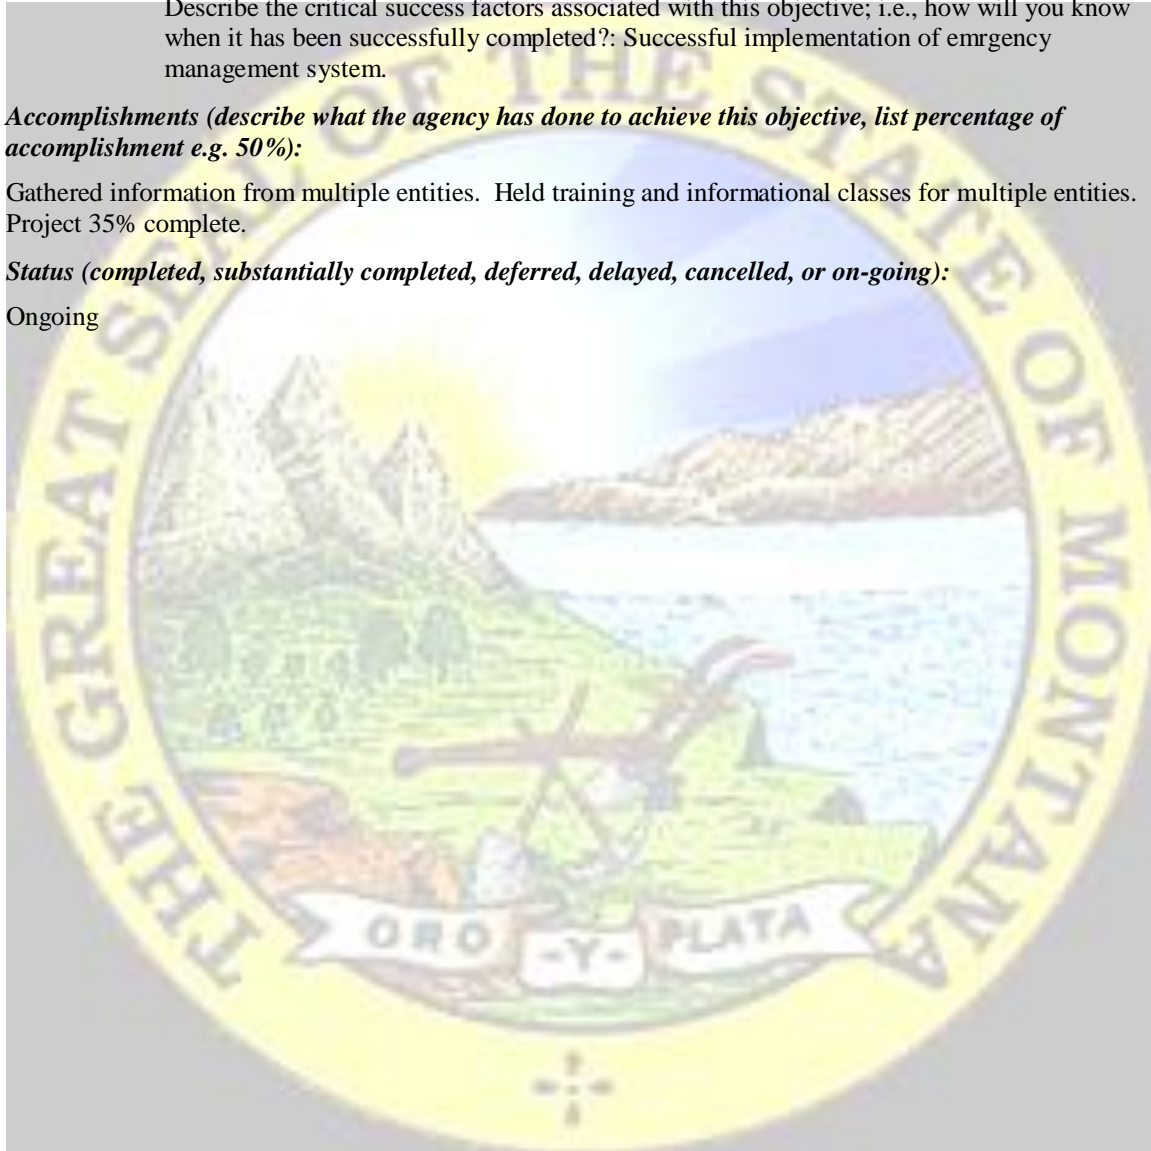 Describe the critical success factors associated with this objective; i.e., how will you know
when it has been successfully completed?: Successful implementation of emrgency
management system.
Accomplishments (describe what the agency has done to achieve this objective, list percentage of
accomplishment e.g. 50%):
Gathered information from multiple entities.  Held training and informational classes for multiple entities.
Project 35% complete.
Status (completed, substantially completed, deferred, delayed, cancelled, or on-going):
Ongoing
THE GREAT SEAL OF THE STATE OF MONTANA
ORO -Y- PLATA